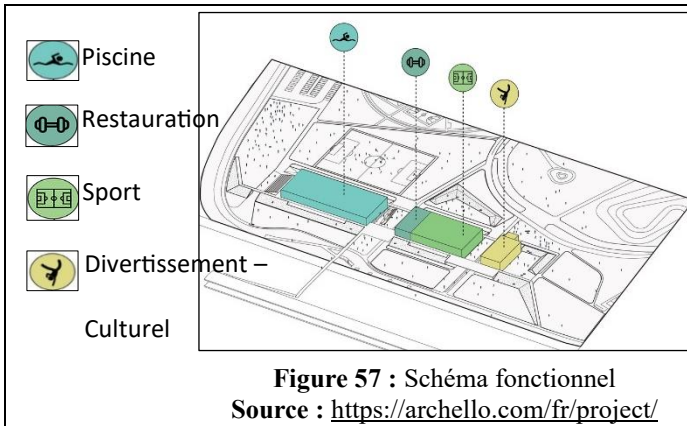 Piscine
Restauration
Sport
Divertissement –
Culturel
Figure 57 : Schéma fonctionnel
Source : https://archello.com/fr/project/